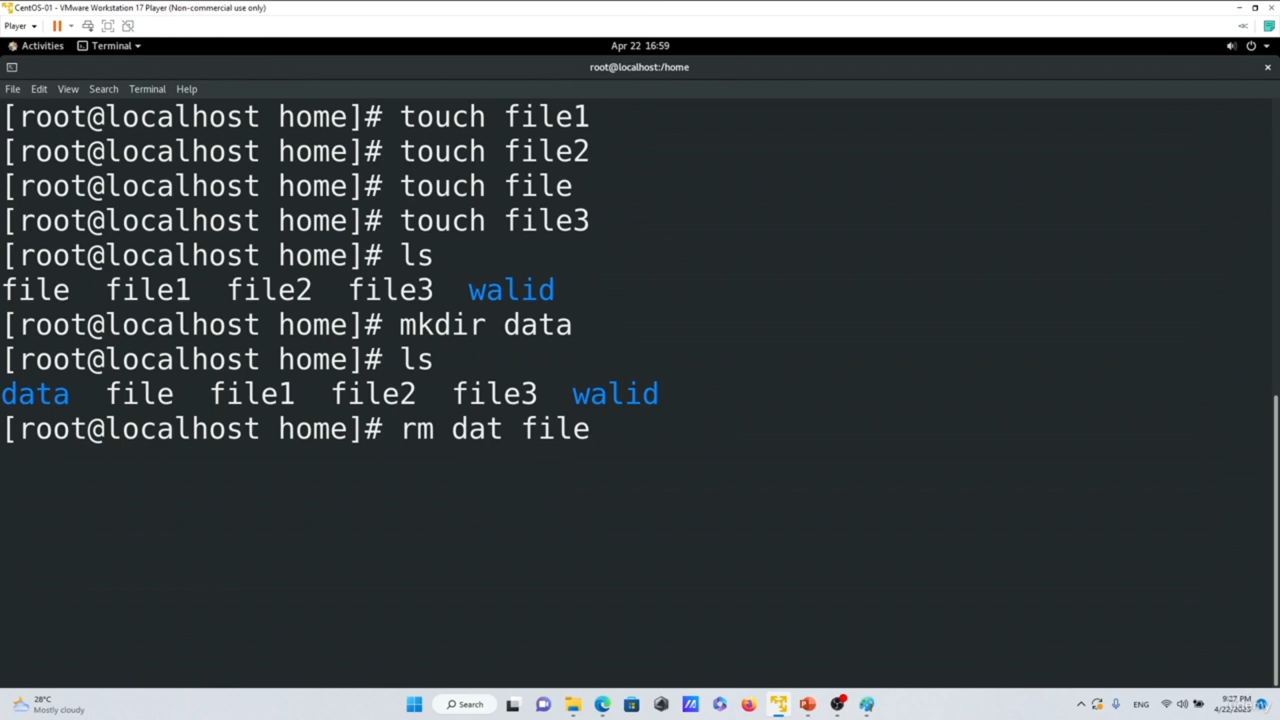 CentOS-01 - VMware Workstation 17 Player (Non-commercial use only)
Player
Activities Terminal Apr 22 16:59
root@localhost:/home
File Edit View Search Terminal Help
[root@localhost home]# touch file1
[root@localhost home]# touch file2
[root@localhost home]# touch file
[root@localhost home]# touch file3
[root@localhost home]# ls
file file1 file2 file3 walid
[root@localhost home]# mkdir data
[root@localhost home]# ls
data file file1 file2 file3 walid
[root@localhost home]# rm dat file
28°C
Mostly cloudy
Search
ENG
9:27 PM